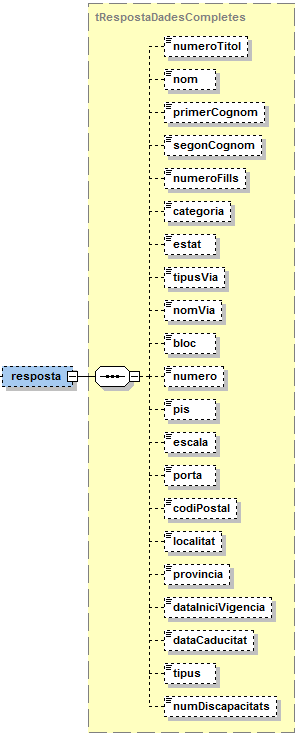 tRespostaDadesCompletes
numeroTitol
nom
primerCognom
segonCognom
numeroFills
categoria
estat
tipusVia
nomVia
bloc
resposta
numero
pis
escala
porta
codiPostal
localitat
provincia
dataIniciVigencia
dataCaducitat
tipus
numDiscapacitats